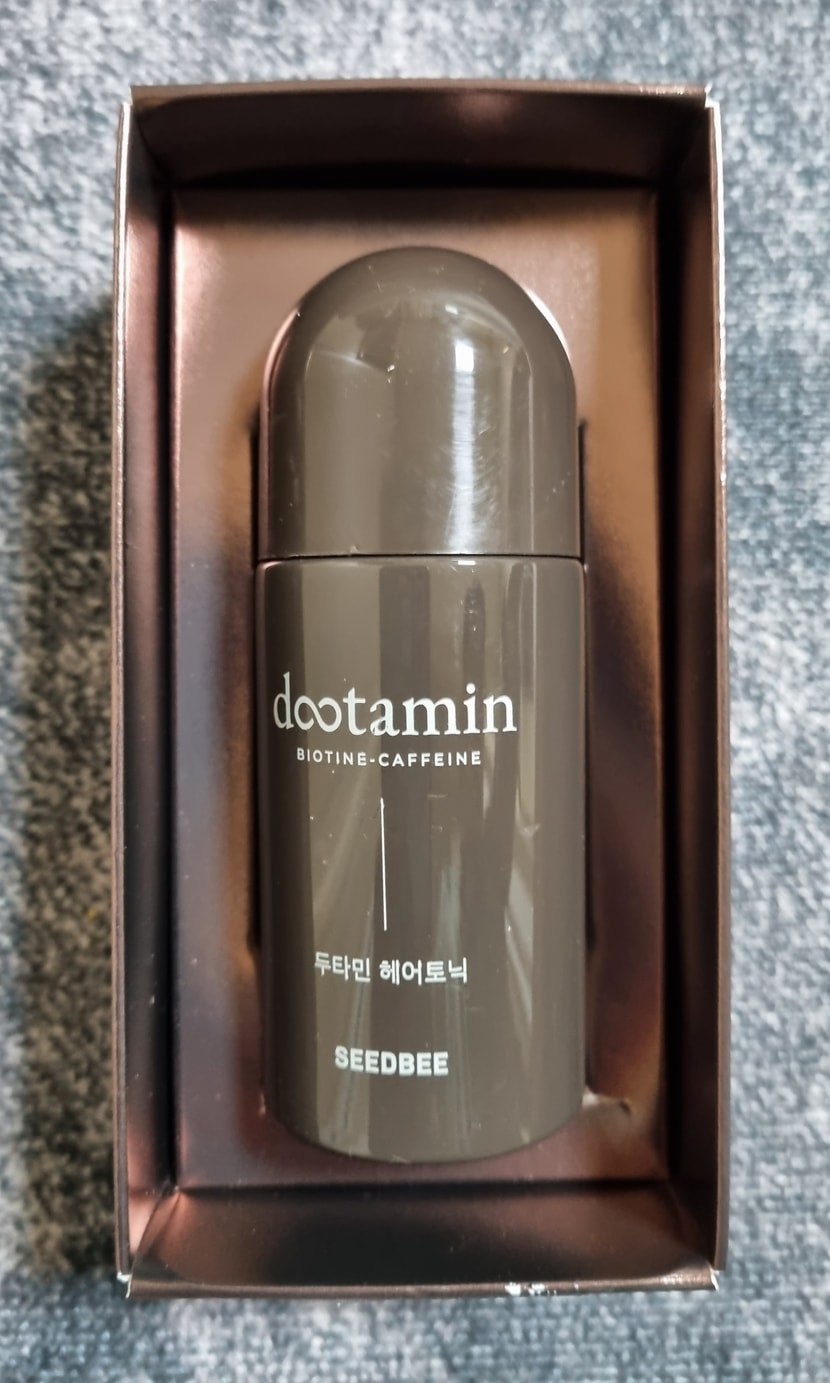 dootamin
BIOTINE-CAFFEINE
두타민 헤어토닉
SEEDBEE